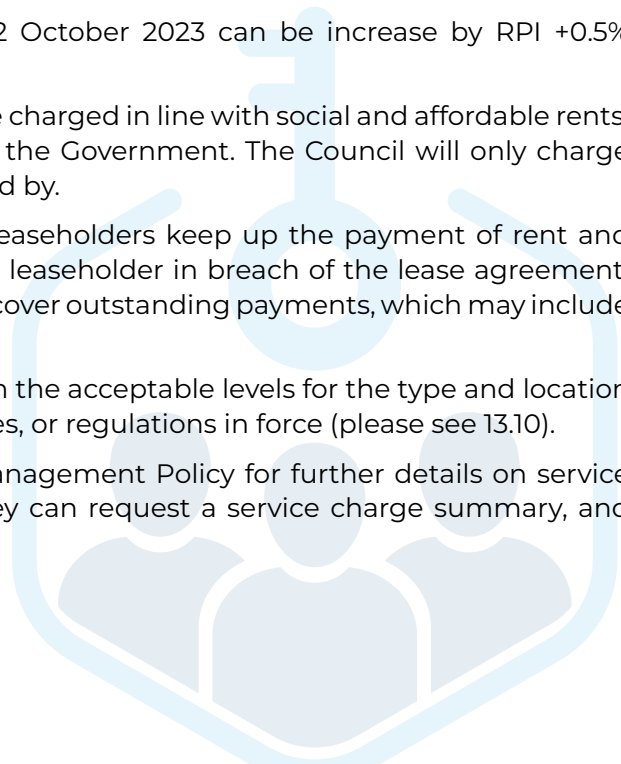 2 October 2023 can be increase by RPI +0.5%
charged in line with social and affordable rents
the Government. The Council will only charge
d by.
easeholders keep up the payment of rent and
leaseholder in breach of the lease agreement
cover outstanding payments, which may include
the acceptable levels for the type and location
es, or regulations in force (please see 13.10).
anagement Policy for further details on service
ey can request a service charge summary, and